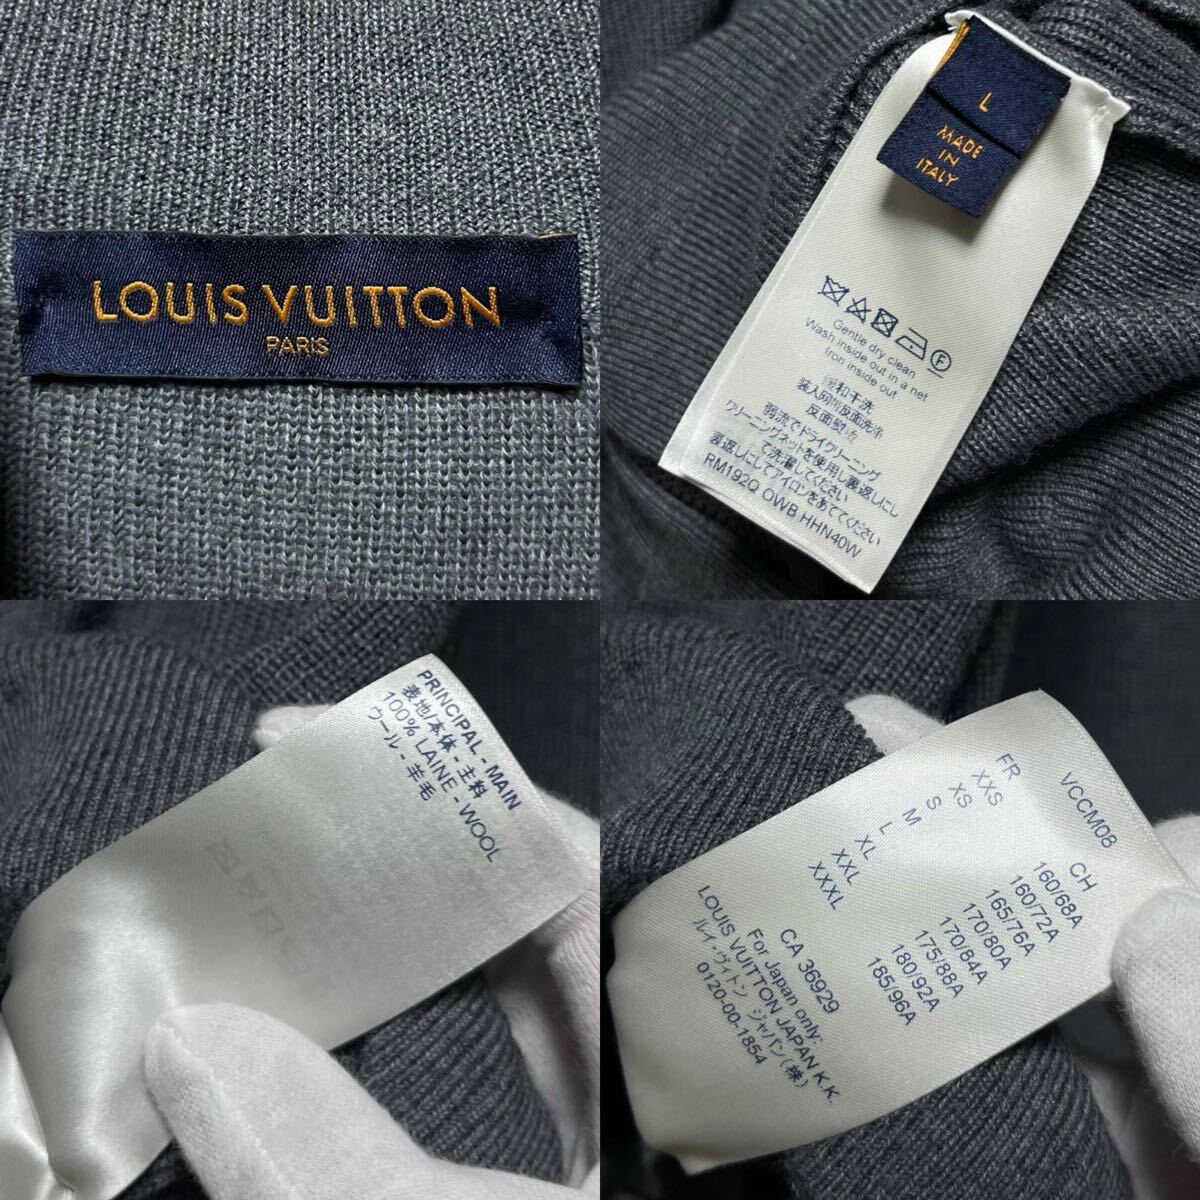 LOUIS VUITTON
PARIS
L
MADE
IN
ITALY
Gentle dry clean
Wash inside out in a net
Iron inside out
缓和干洗
装入网袋反面洗涤
反面熨烫
弱流でドライクリーニング
クリーニングネットを使用し裏返しにし
て洗濯してください
裏返しにしてアイロンをあててください
RM192Q OWB HHN40W
PRINCIPAL - MAIN
表地/本体 - 主料
100% LAINE - WOOL
ウール - 羊毛
VCCM08
FR CH
XXS 160/68A
XS 160/72A
S 165/76A
M 170/80A
L 170/84A
XL 175/88A
XXL 180/92A
XXXL 185/96A
CA 36929
For Japan only:
LOUIS VUITTON JAPAN K.K.
ルイ・ヴィトン ジャパン(株)
0120-00-1854